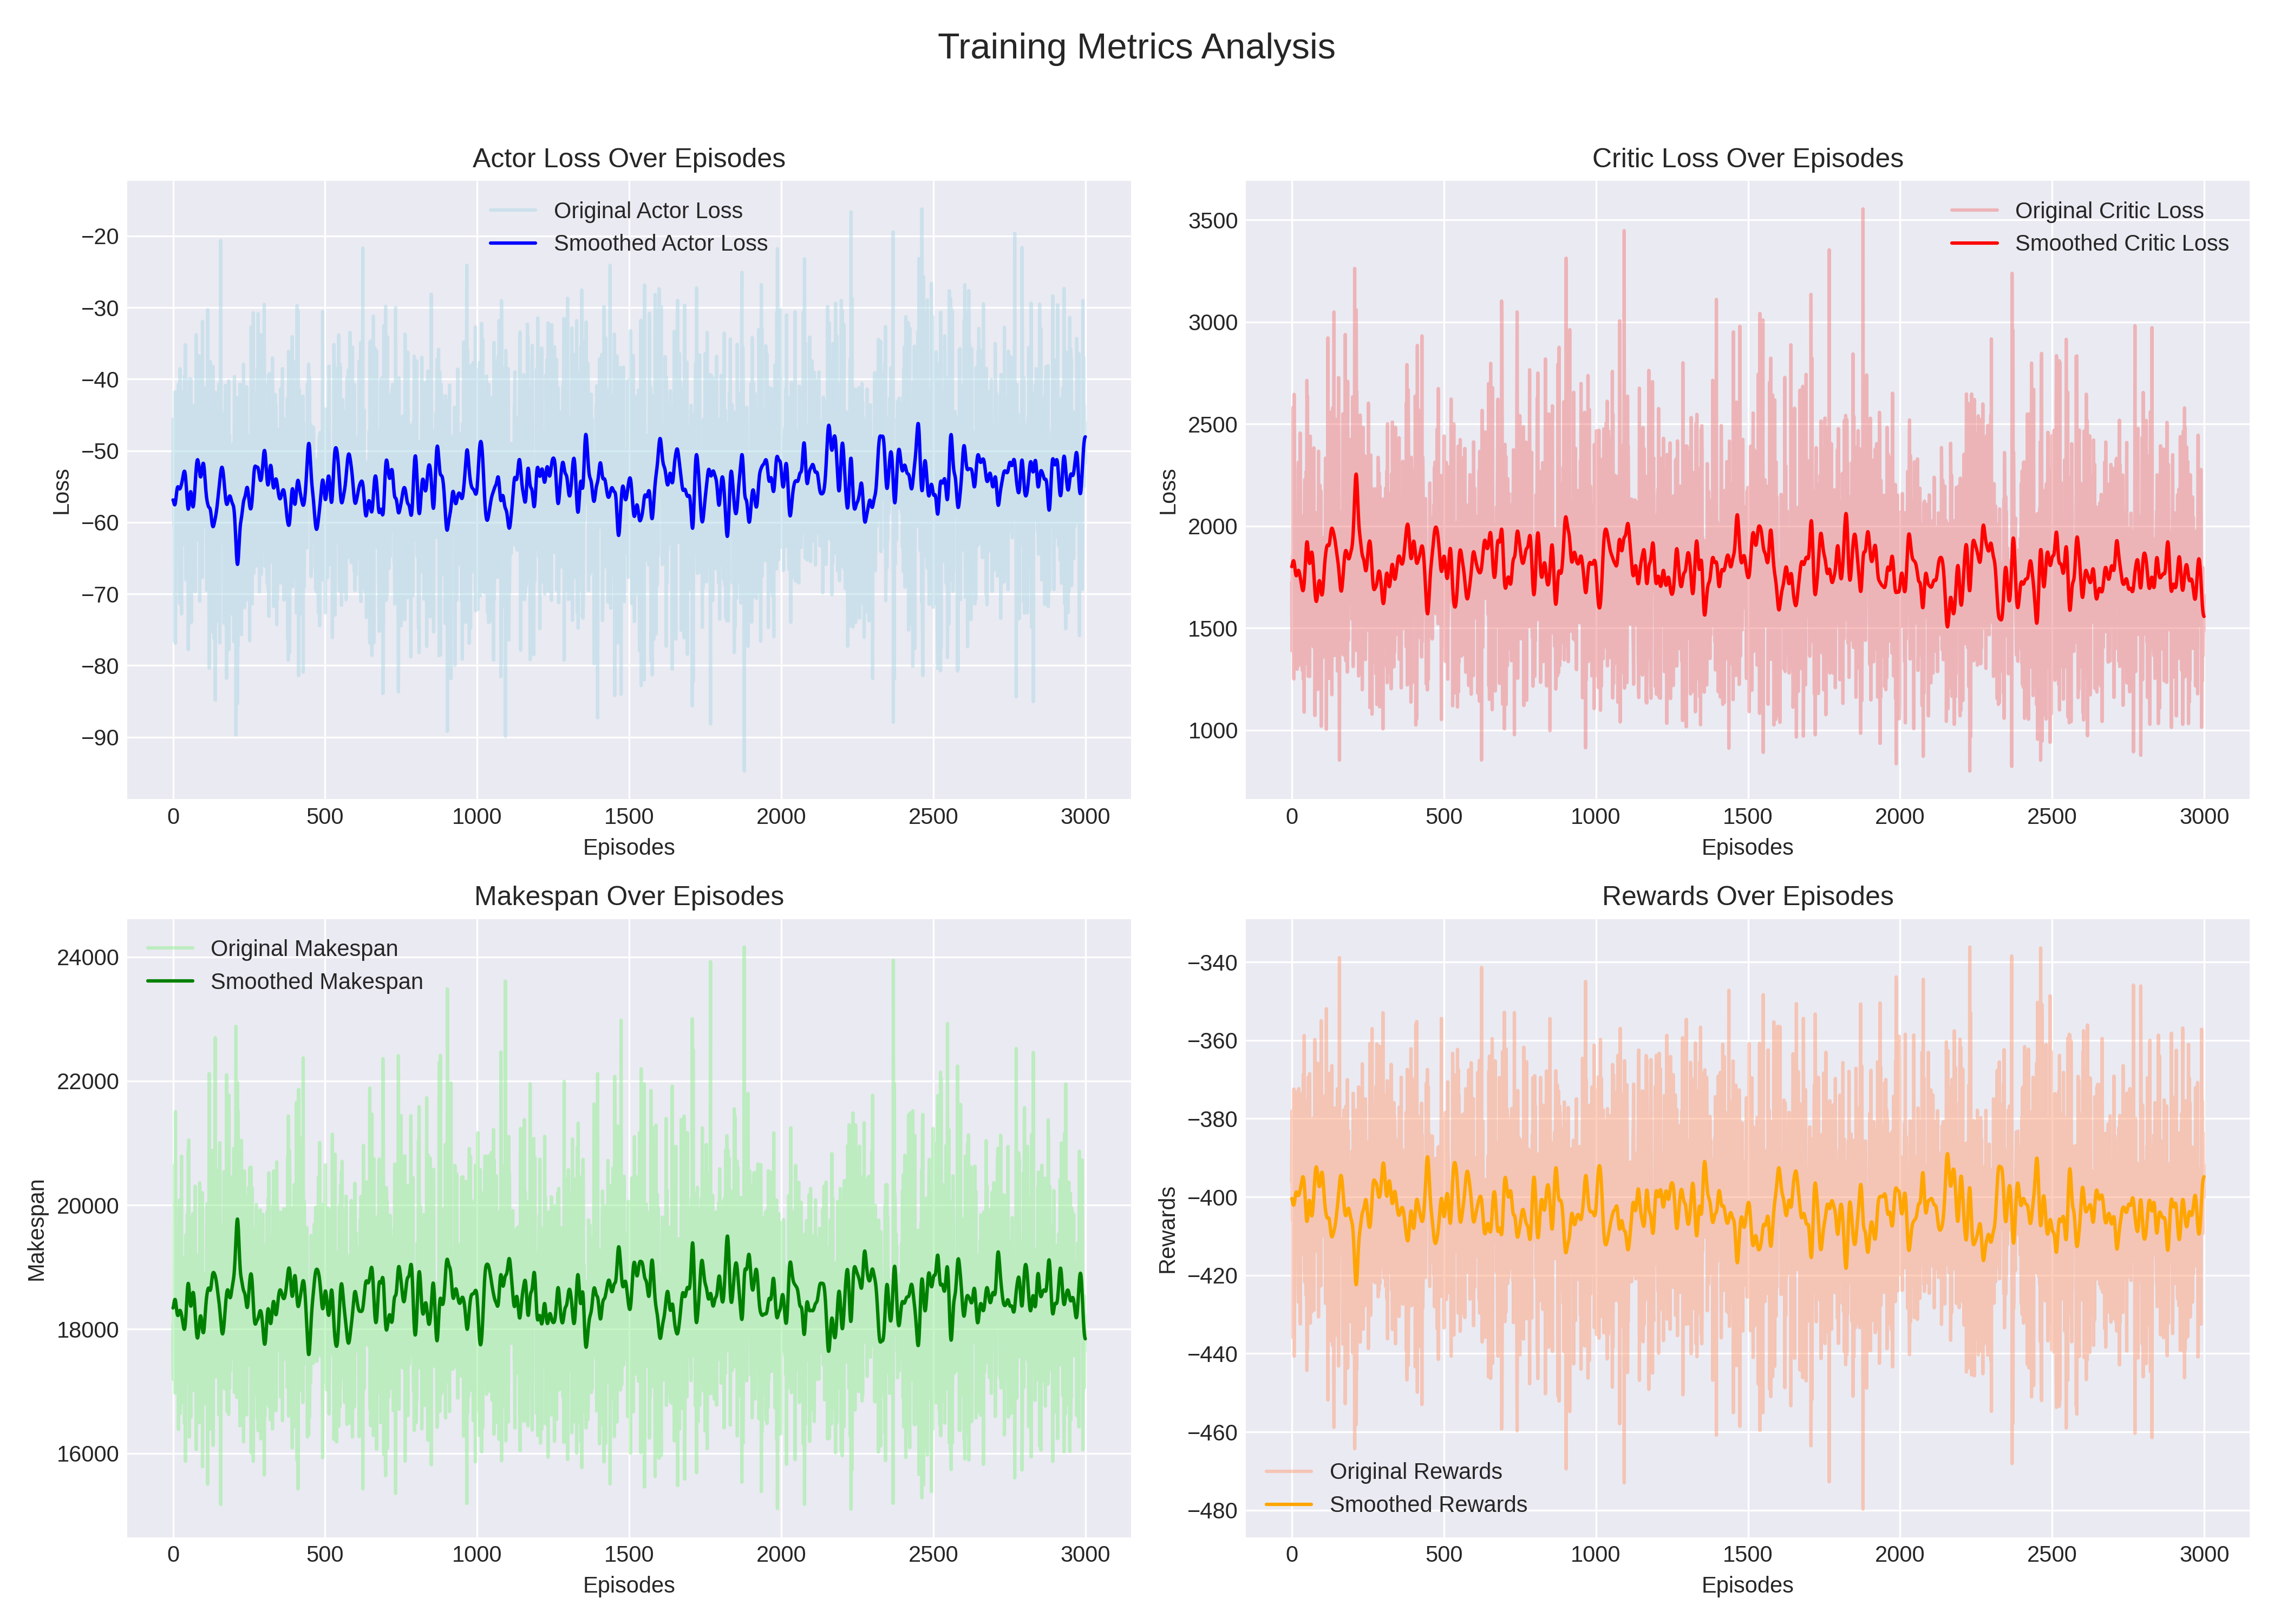 Training Metrics Analysis
Actor Loss Over Episodes
Original Actor Loss
Smoothed Actor Loss
Loss
−20
−30
−40
−50
−60
−70
−80
−90
0 500 1000 1500 2000 2500 3000
Episodes
Critic Loss Over Episodes
Original Critic Loss
Smoothed Critic Loss
Loss
3500
3000
2500
2000
1500
1000
0 500 1000 1500 2000 2500 3000
Episodes
Makespan Over Episodes
Original Makespan
Smoothed Makespan
Makespan
24000
22000
20000
18000
16000
0 500 1000 1500 2000 2500 3000
Episodes
Rewards Over Episodes
Rewards
−340
−360
−380
−400
−420
−440
−460
−480
Original Rewards
Smoothed Rewards
0 500 1000 1500 2000 2500 3000
Episodes